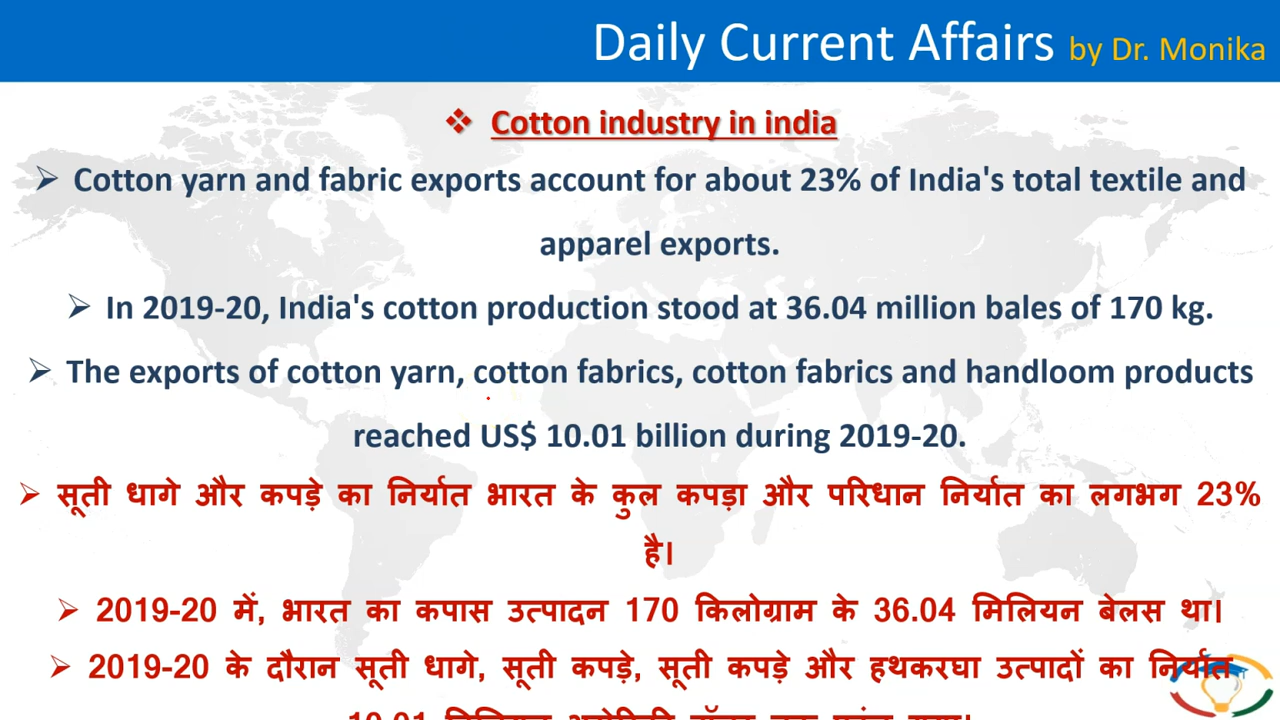 Daily Current Affairs by Dr. Monika
❖ Cotton industry in india
➢ Cotton yarn and fabric exports account for about 23% of India's total textile and
apparel exports.
➢ In 2019-20, India's cotton production stood at 36.04 million bales of 170 kg.
➢ The exports of cotton yarn, cotton fabrics, cotton fabrics and handloom products
reached US$ 10.01 billion during 2019-20.
➢ सूती धागे और कपड़े का निर्यात भारत के कुल कपड़ा और परिधान निर्यात का लगभग 23%
है।
➢ 2019-20 में, भारत का कपास उत्पादन 170 किलोग्राम के 36.04 मिलियन बेलस था।
➢ 2019-20 के दौरान सूती धागे, सूती कपड़े, सूती कपड़े और हथकरघा उत्पादों का निर्यात